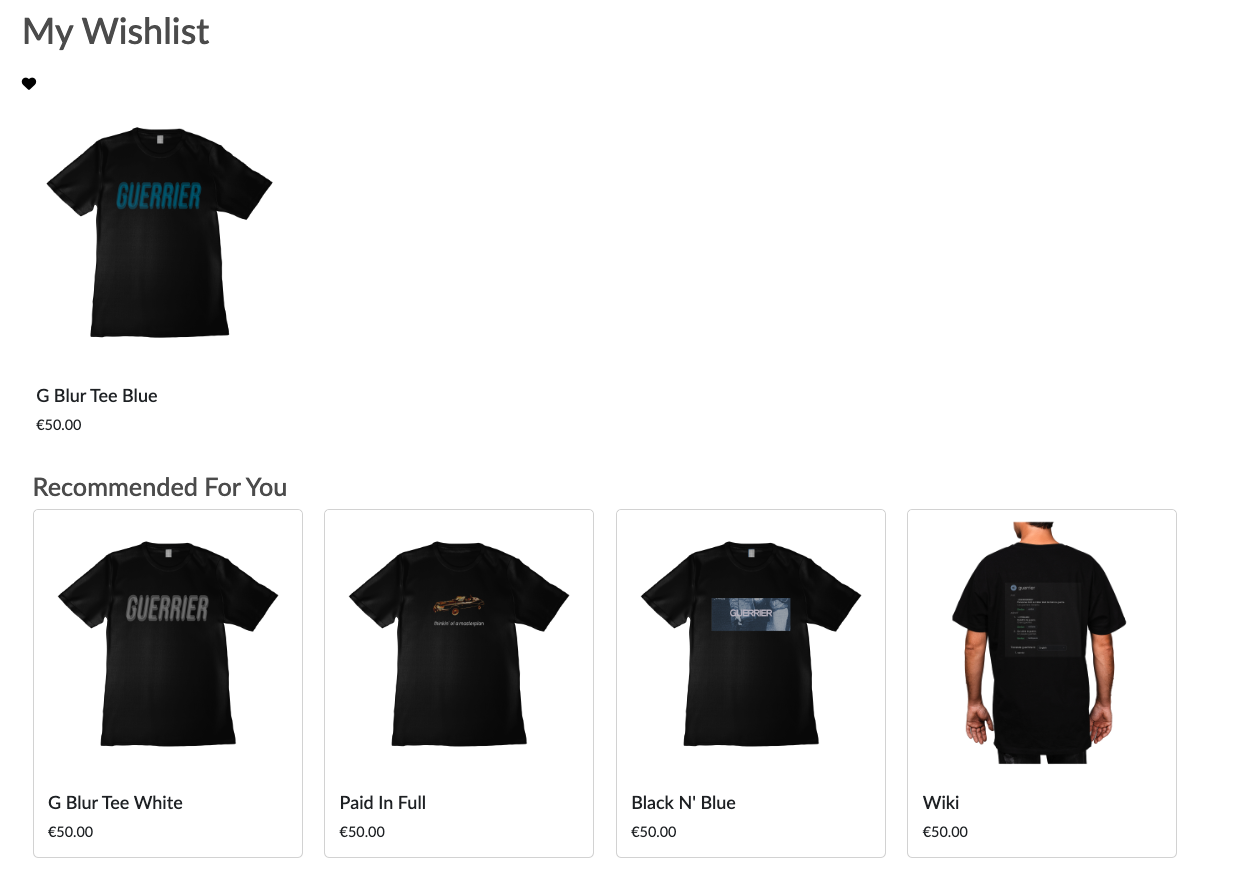 My Wishlist
GUERRIER
G Blur Tee Blue
€50.00
Recommended For You
GUERRIER
thinkin' of a masterplan
GUERRIER
guerrier
G Blur Tee White
Paid In Full
Black N' Blue
Wiki
€50.00
€50.00
€50.00
€50.00